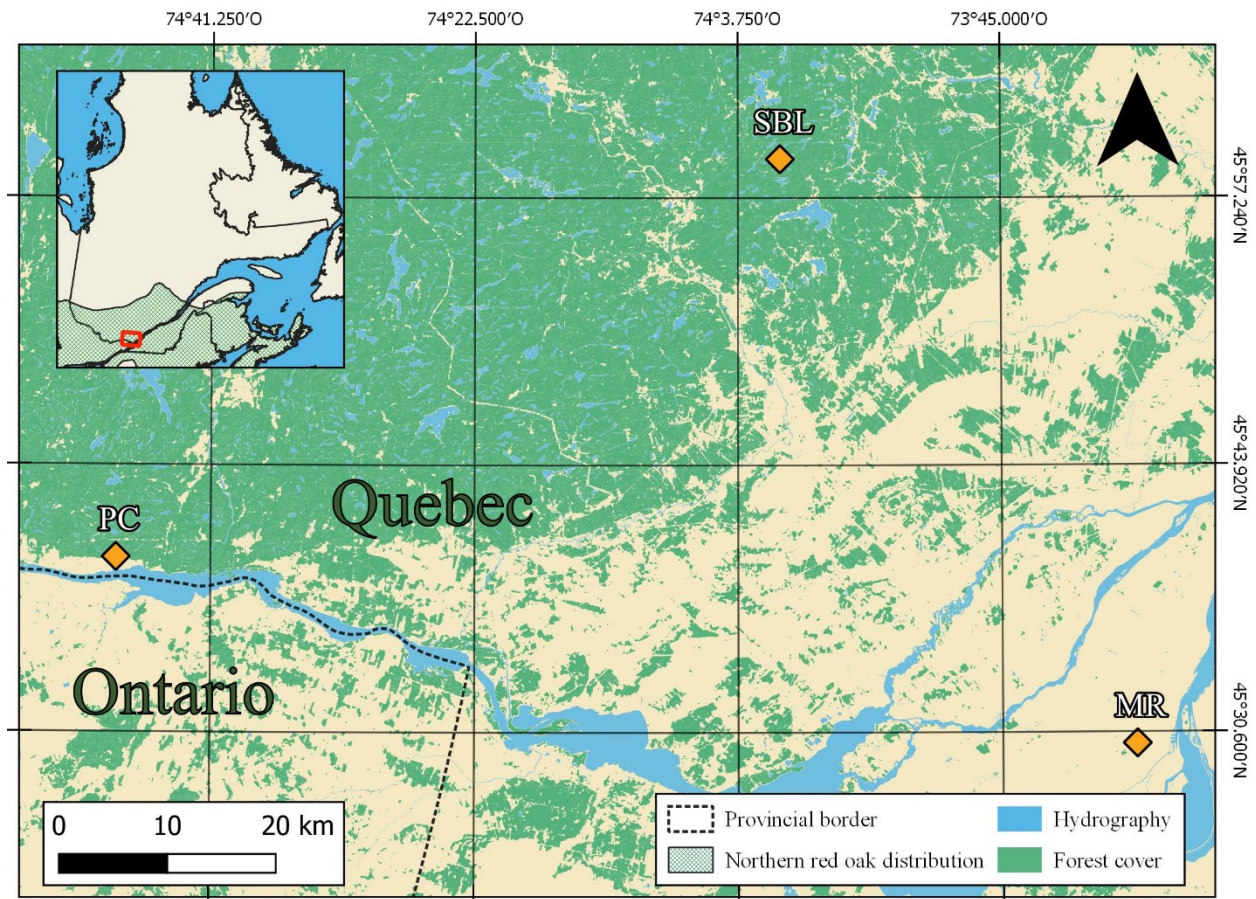 74°41.250'O 74°22.500'O 74°3.750'O 73°45.000'O
SBL
45°57.240'N
45°43.920'N
Quebec
PC
Ontario
MR
45°30.600'N
0 10 20 km
Provincial border
Hydrography
Northern red oak distribution
Forest cover